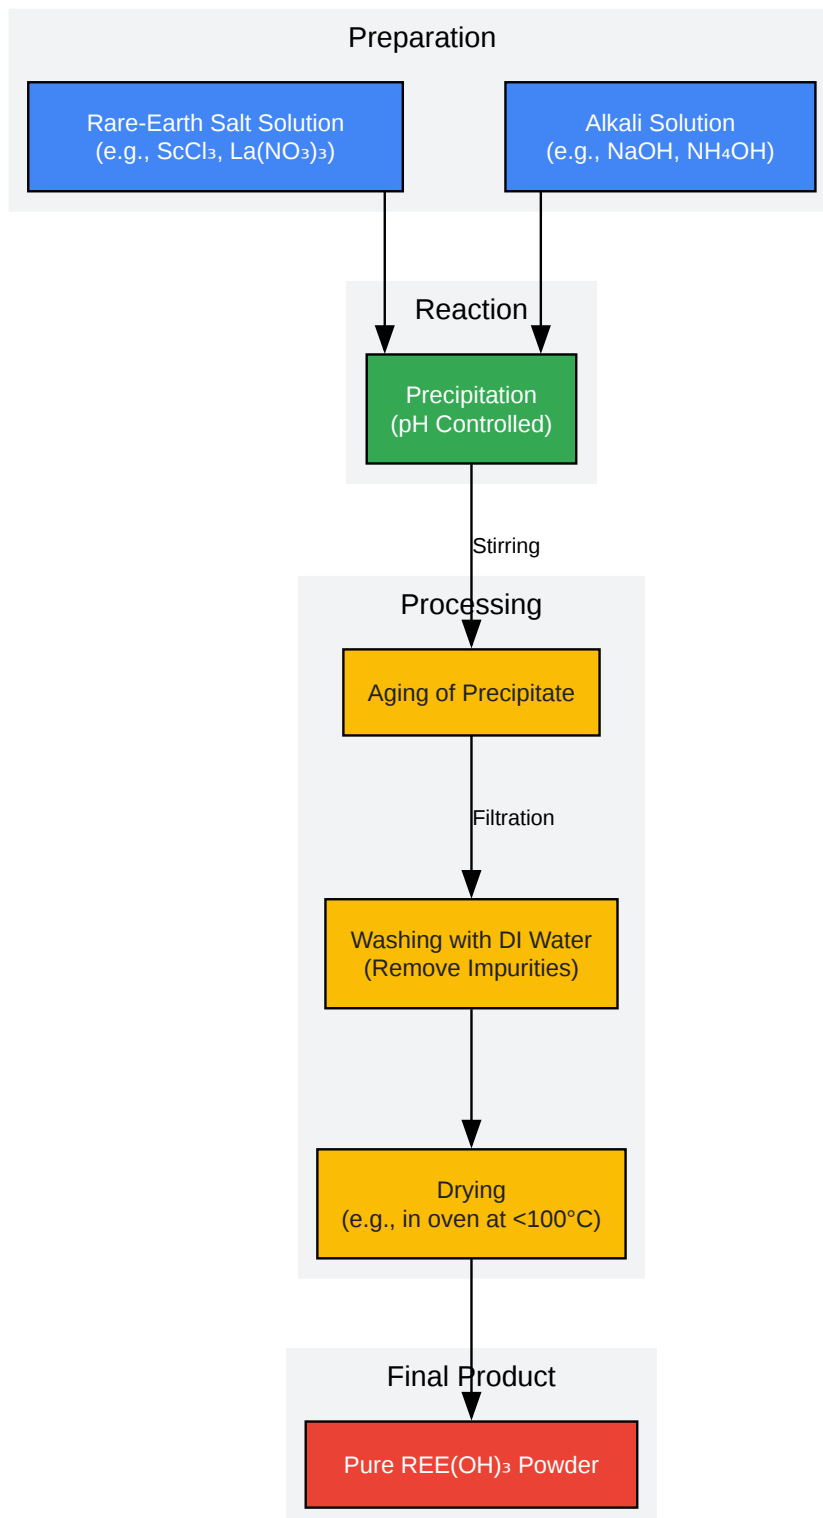 Preparation
Rare-Earth Salt Solution
(e.g., ScCl₃, La(NO₃)₃)
Alkali Solution
(e.g., NaOH, NH₄OH)
Reaction
Precipitation
(pH Controlled)
Stirring
Processing
Aging of Precipitate
Filtration
Washing with DI Water
(Remove Impurities)
Drying
(e.g., in oven at <100°C)
Final Product
Pure REE(OH)₃ Powder